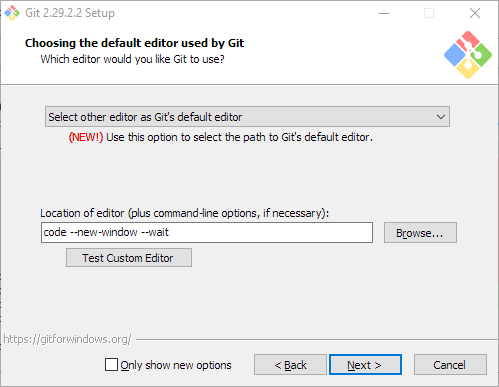 Git 2.29.2.2 Setup
Choosing the default editor used by Git
Which editor would you like Git to use?
Select other editor as Git's default editor
(NEW!) Use this option to select the path to Git's default editor.
Location of editor (plus command-line options, if necessary):
code --new-window --wait
Browse...
Test Custom Editor
https://gitforwindows.org/
Only show new options
< Back
Next >
Cancel